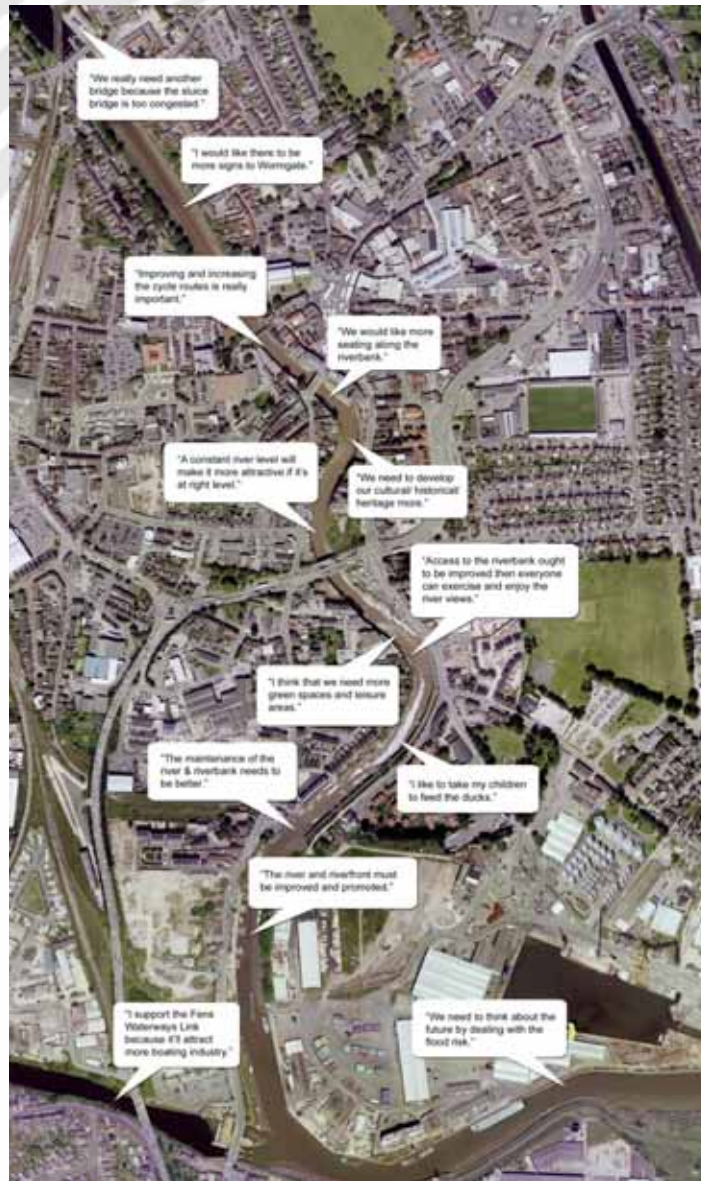 "We really need another
bridge because the sluice
bridge is too congested."
"I would like there to be
more signs to Wormgate."
"Improving and increasing
the cycle routes is really
important."
"We would like more
seating along the
riverbank."
"A constant river level will
make it more attractive if it's
at right level."
"We need to develop
our cultural/ historical/
heritage more."
"Access to the riverbank ought
to be improved then everyone
can exercise and enjoy the
river views."
"I think that we need more
green spaces and leisure
areas."
"The maintenance of the
river & riverbank needs to
be better."
"I like to take my children
to feed the ducks."
"The river and riverfront must
be improved and promoted."
"I support the Fens
Waterways Link
because it'll attract
more boating industry."
"We need to think about the
future by dealing with the
flood risk."